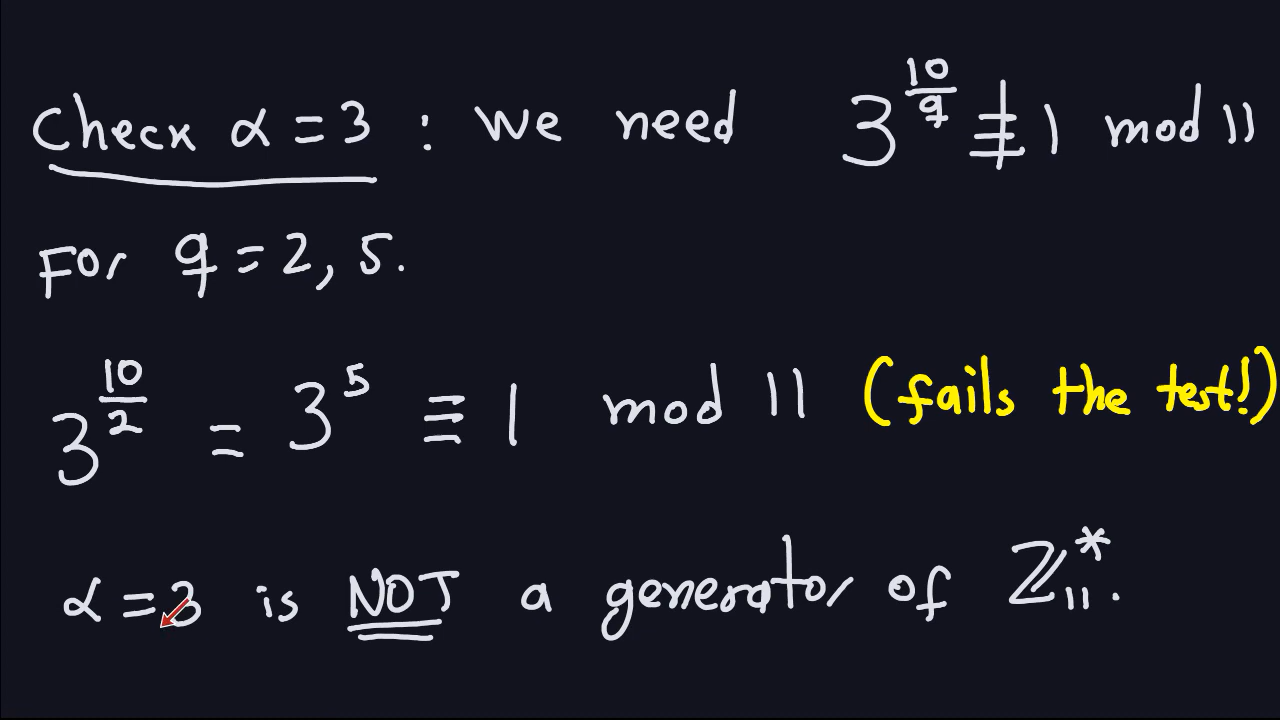 Check α = 3 : we need 3^(10/q) ≢ 1 mod 11
For q = 2, 5.
3^(10/2) = 3^5 ≡ 1 mod 11 (fails the test!)
α = 3 is NOT a generator of ℤ₁₁*.